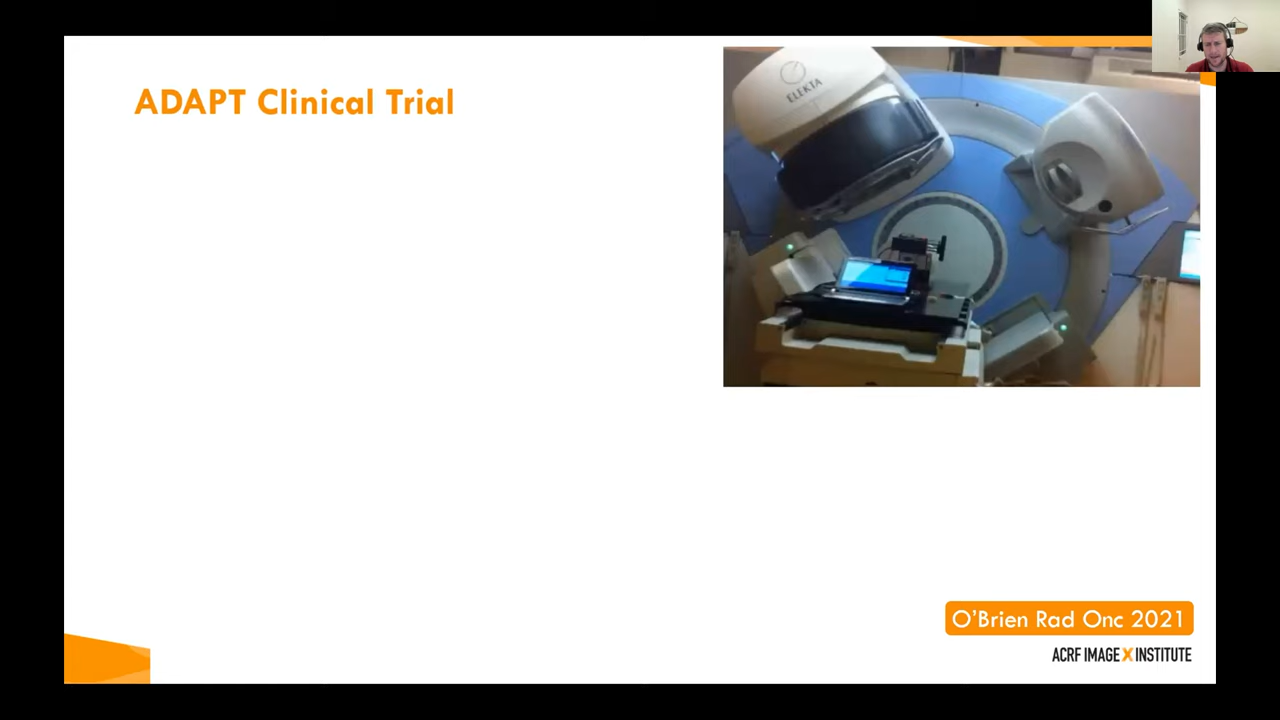 ADAPT Clinical Trial
ELEKTA
O'Brien Rad Onc 2021
ACRF IMAGE X INSTITUTE